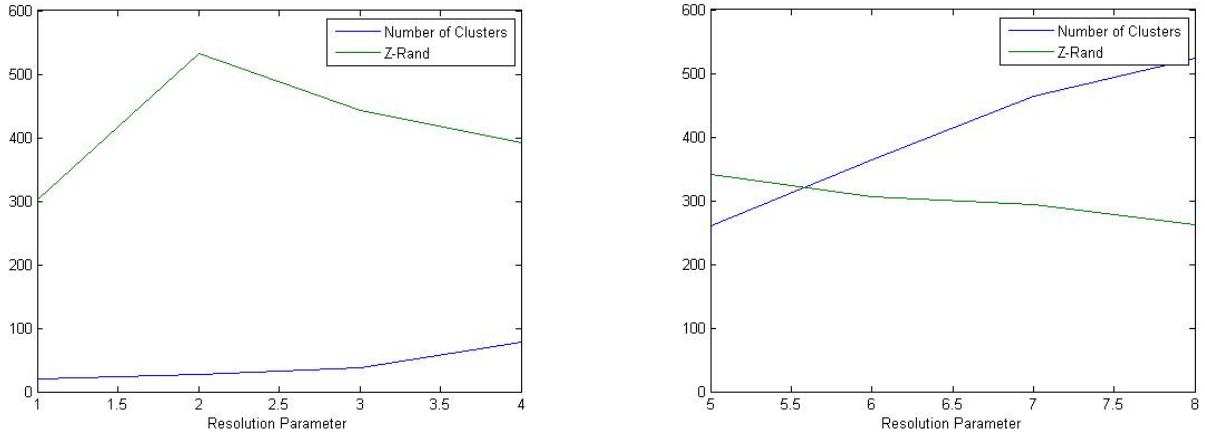 600
500
400
300
200
100
0
1 1.5 2 2.5 3 3.5 4
Resolution Parameter
Number of Clusters
Z-Rand
600
500
400
300
200
100
0
5 5.5 6 6.5 7 7.5 8
Resolution Parameter
Number of Clusters
Z-Rand